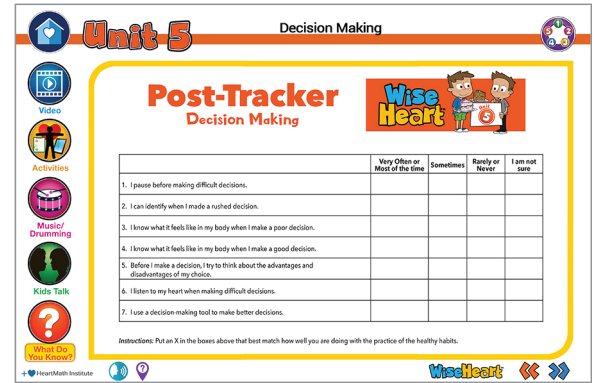 Decision Making
Unit 5
Video
Activities
Music/
Drumming
Kids Talk
What Do
You Know?
Post-Tracker
Decision Making
Wise
Heart
Unit
5
Very Often or
Most of the time
Sometimes
Rarely or
Never
I am not
sure
1. I pause before making difficult decisions.
2. I can identify when I made a rushed decision.
3. I know what it feels like in my body when I make a poor decision.
4. I know what it feels like in my body when I make a good decision.
5. Before I make a decision, I try to think about the advantages and
disadvantages of my choice.
6. I listen to my heart when making difficult decisions.
7. I use a decision-making tool to make better decisions.
Instructions: Put an X in the boxes above that best match how well you are doing with the practice of the healthy habits.
HeartMath Institute
WiseHeart